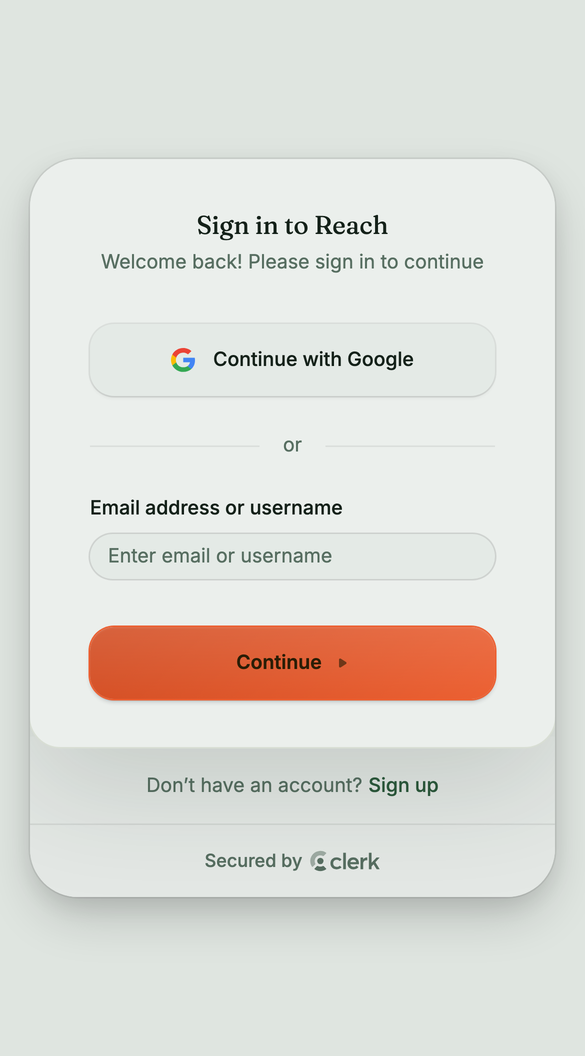 Sign in to Reach
Welcome back! Please sign in to continue
Continue with Google
or
Email address or username
Enter email or username
Continue
Don’t have an account? Sign up
Secured by clerk